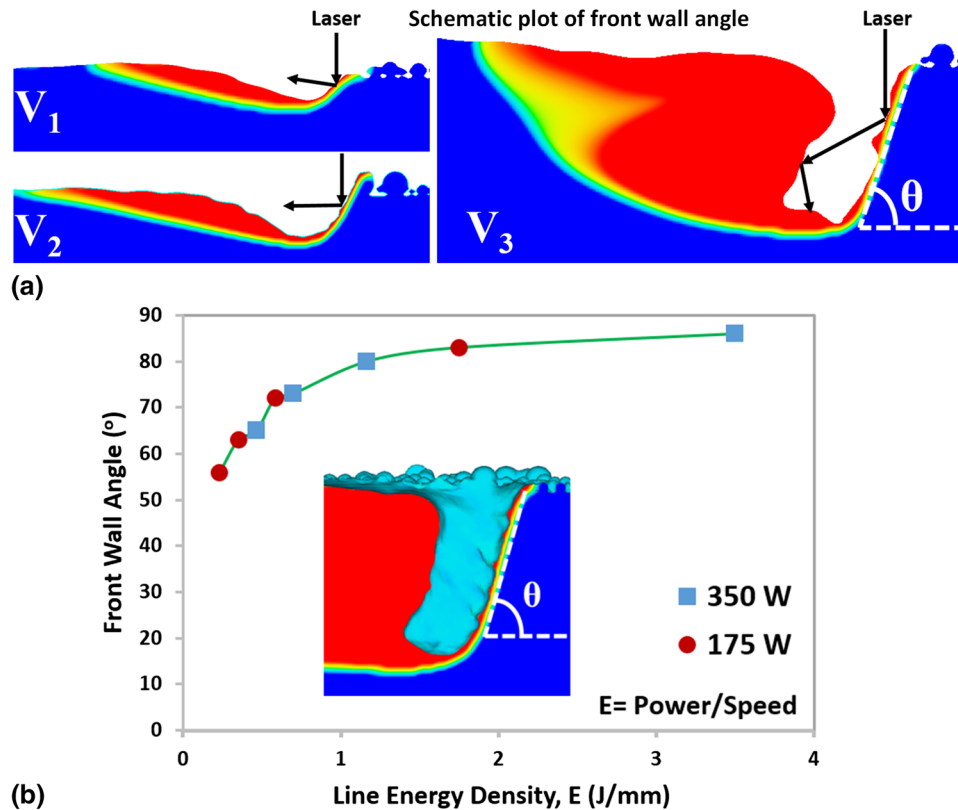 Laser
Schematic plot of front wall angle
Laser
V1
V2
V3
θ
(a)
90
80
70
60
50
40
30
20
10
0
0
1
2
3
4
Front Wall Angle (o)
θ
350 W
175 W
E= Power/Speed
Line Energy Density, E (J/mm)
(b)